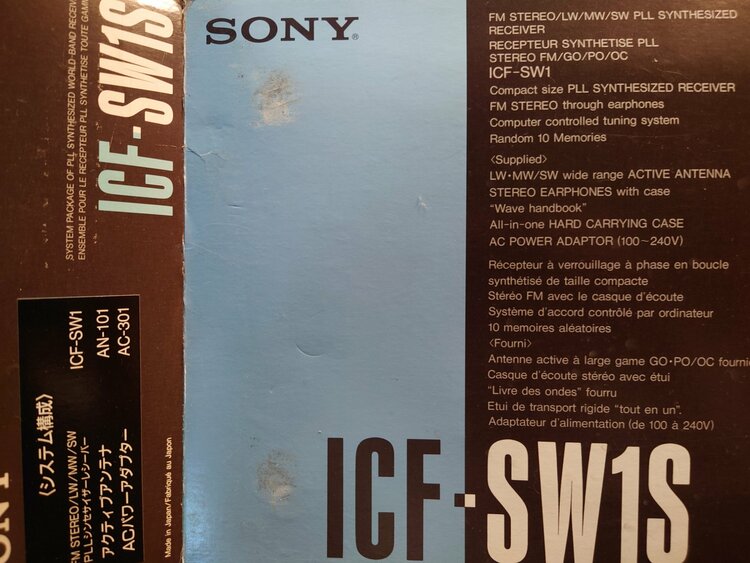 SONY®
FM STEREO/LW/MW/SW PLL SYNTHESIZED
RECEIVER
RECEPTEUR SYNTHETISE PLL
STEREO FM/GO/PO/OC
ICF-SW1
Compact size PLL SYNTHESIZED RECEIVER
FM STEREO through earphones
Computer controlled tuning system
Random 10 Memories
<Supplied>
LW•MW/SW wide range ACTIVE ANTENNA
STEREO EARPHONES with case
"Wave handbook"
All-in-one HARD CARRYING CASE
AC POWER ADAPTOR (100~240V)
Récepteur à verrouillage à phase en boucle
synthétisé de taille compacte
Stéréo FM avec le casque d'écoute
Système d'accord contrôlé par ordinateur
10 memoires aléatoires
<Fourni>
Antenne active à large game GO•PO/OC fourni
Casque d'écoute stéréo avec étui
"Livre des ondes" fourru
Etui de transport rigide "tout en un".
Adaptateur d'alimentation (de 100 à 240V)
ICF-SW1S
SYSTEM PACKAGE OF PLL SYNTHESIZED WORLD-BAND RECEIV
ENSEMBLE POUR LE RECEPTEUR PLL SYNTHETISE TOUTE GAMM
ICF-SW1S
〈システム構成〉
FM STEREO/LW/MW/SW
PLLシンセサイザーレシーバー ICF-SW1
アクティブアンテナ AN-101
ACパワーアダプター AC-301
Made in Japan/Fabriqué au Japon